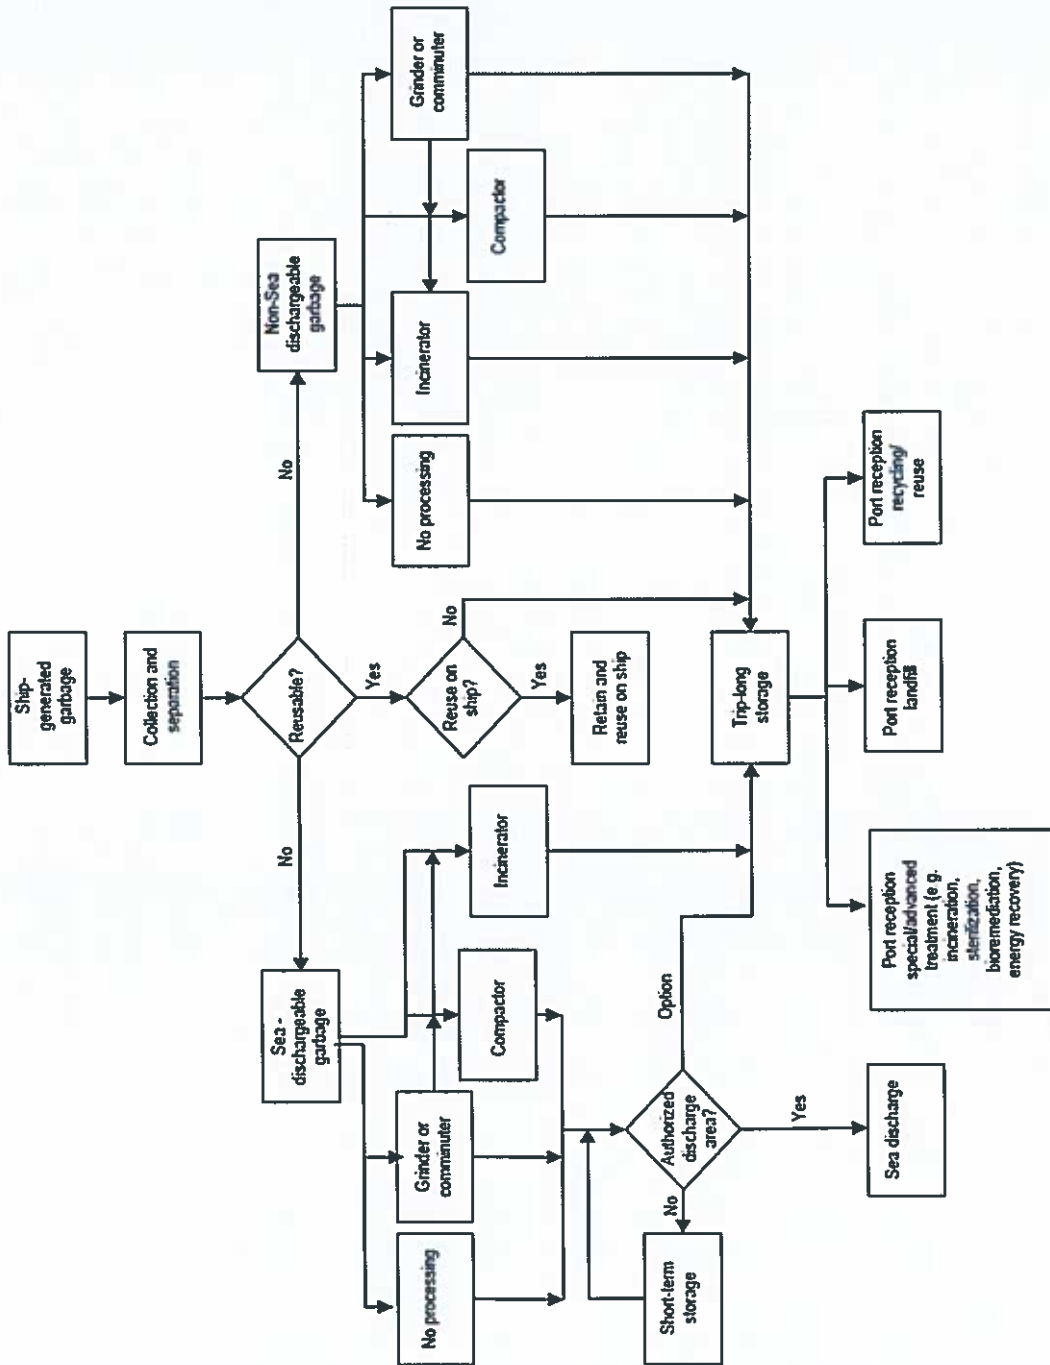 Ship-
generated
garbage
Collection and
separation
Reusable?
No
No
Yes
Sea -
dischargeable
garbage
Non-Sea
dischargeable
garbage
Reuse on
ship?
No
Yes
No processing
Grinder or
comminuter
Compactor
Incinerator
No processing
Incinerator
Compactor
Grinder or
comminuter
Retain and
reuse on ship
Authorized
discharge
area?
No
Option
Yes
Short-term
storage
Trip-long
storage
Sea discharge
Port reception
special/advanced
treatment (e g.
incineration,
sterilization,
bioremediation,
energy recovery)
Port reception
landfill
Port reception
recycling/
reuse